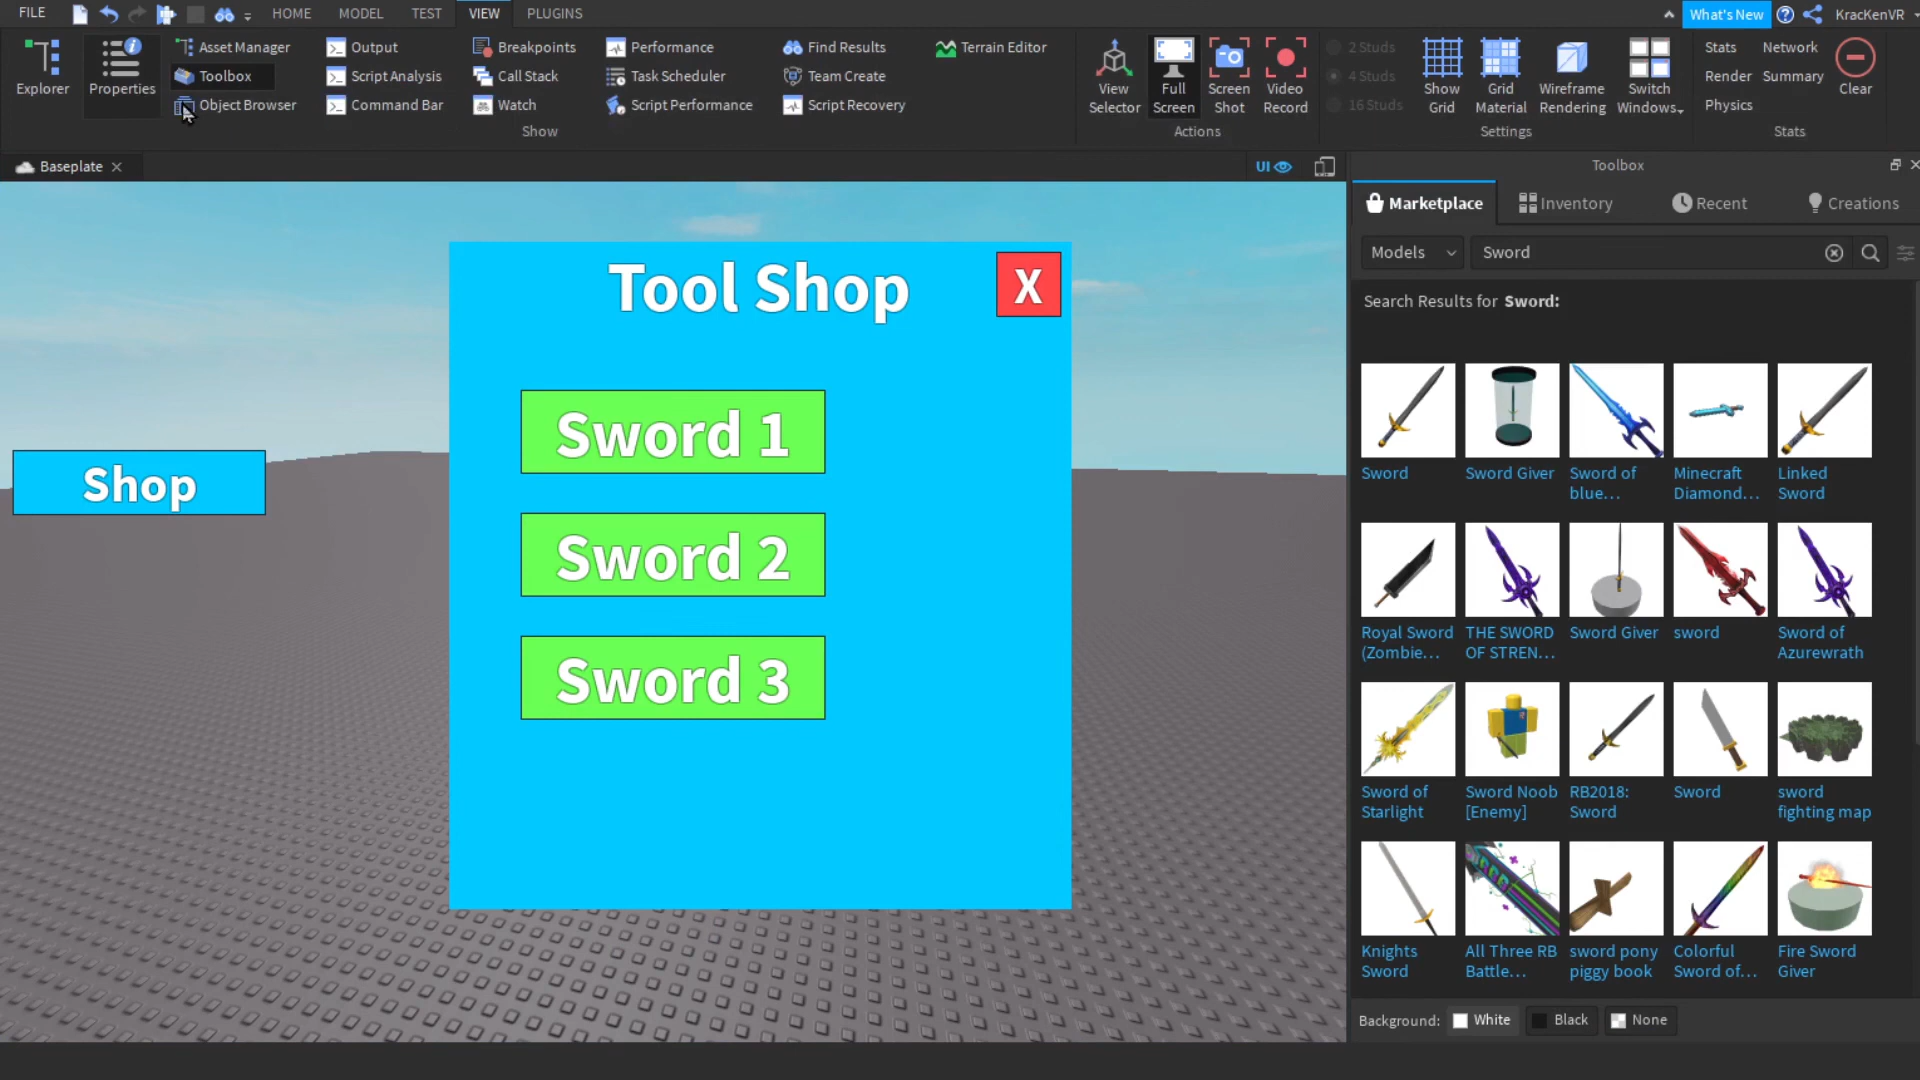 FILE
HOME
MODEL
TEST
VIEW
PLUGINS
What's New
KracKenVR
Explorer
Properties
Asset Manager
Toolbox
Object Browser
Output
Script Analysis
Command Bar
Breakpoints
Call Stack
Watch
Performance
Task Scheduler
Script Performance
Find Results
Team Create
Script Recovery
Terrain Editor
Show
View
Selector
Full
Screen
Screen
Shot
Video
Record
Actions
2 Studs
4 Studs
16 Studs
Show
Grid
Grid
Material
Wireframe
Rendering
Switch
Windows
Settings
Stats
Render
Physics
Network
Summary
Clear
Stats
Baseplate
UI
Tool Shop
X
Sword 1
Sword 2
Sword 3
Shop
Toolbox
Marketplace
Inventory
Recent
Creations
Models
Sword
Search Results for Sword:
Sword
Sword Giver
Sword of
blue...
Minecraft
Diamond...
Linked
Sword
Royal Sword
(Zombie...
THE SWORD
OF STREN...
Sword Giver
sword
Sword of
Azurewrath
Sword of
Starlight
Sword Noob
[Enemy]
RB2018:
Sword
Sword
sword
fighting map
Knights
Sword
All Three RB
Battle...
sword pony
piggy book
Colorful
Sword of...
Fire Sword
Giver
Background:
White
Black
None